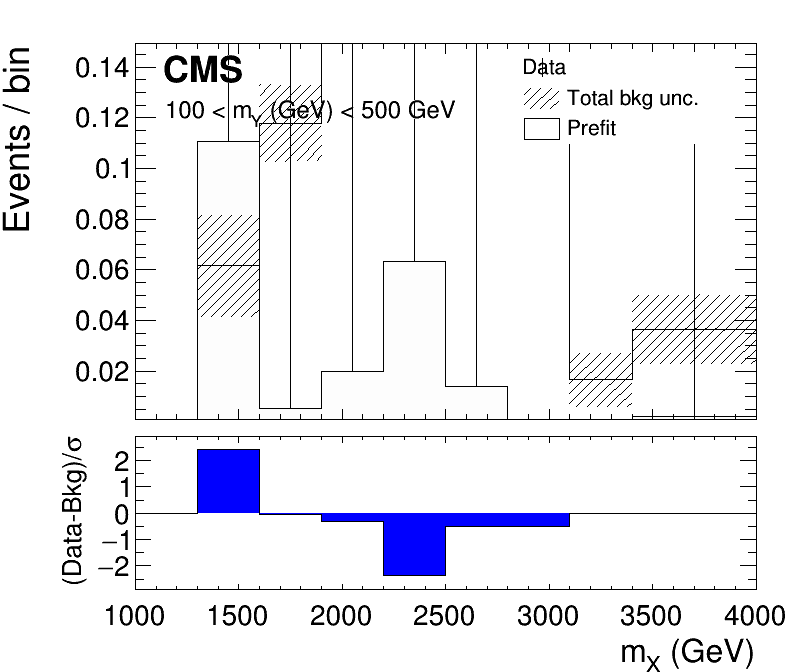 CMS
100 < mY (GeV) < 500 GeV
Data
Total bkg unc.
Prefit
Events / bin
0.14
0.12
0.1
0.08
0.06
0.04
0.02
(Data-Bkg)/σ
2
1
0
−1
−2
1000 1500 2000 2500 3000 3500 4000
mX (GeV)